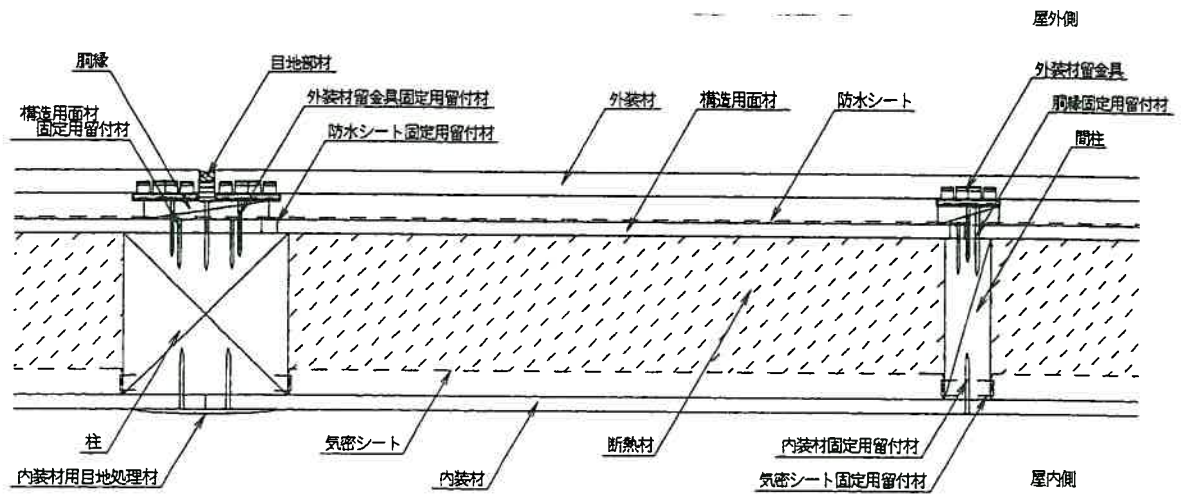 屋外側
胴縁
目地部材
外装材留金具
構造用面材
固定用留付材
外装材留金具固定用留付材
外装材
構造用面材
防水シート
胴縁固定用留付材
防水シート固定用留付材
間柱
柱
気密シート
断熱材
内装材固定用留付材
内装材用目地処理材
内装材
気密シート固定用留付材
屋内側